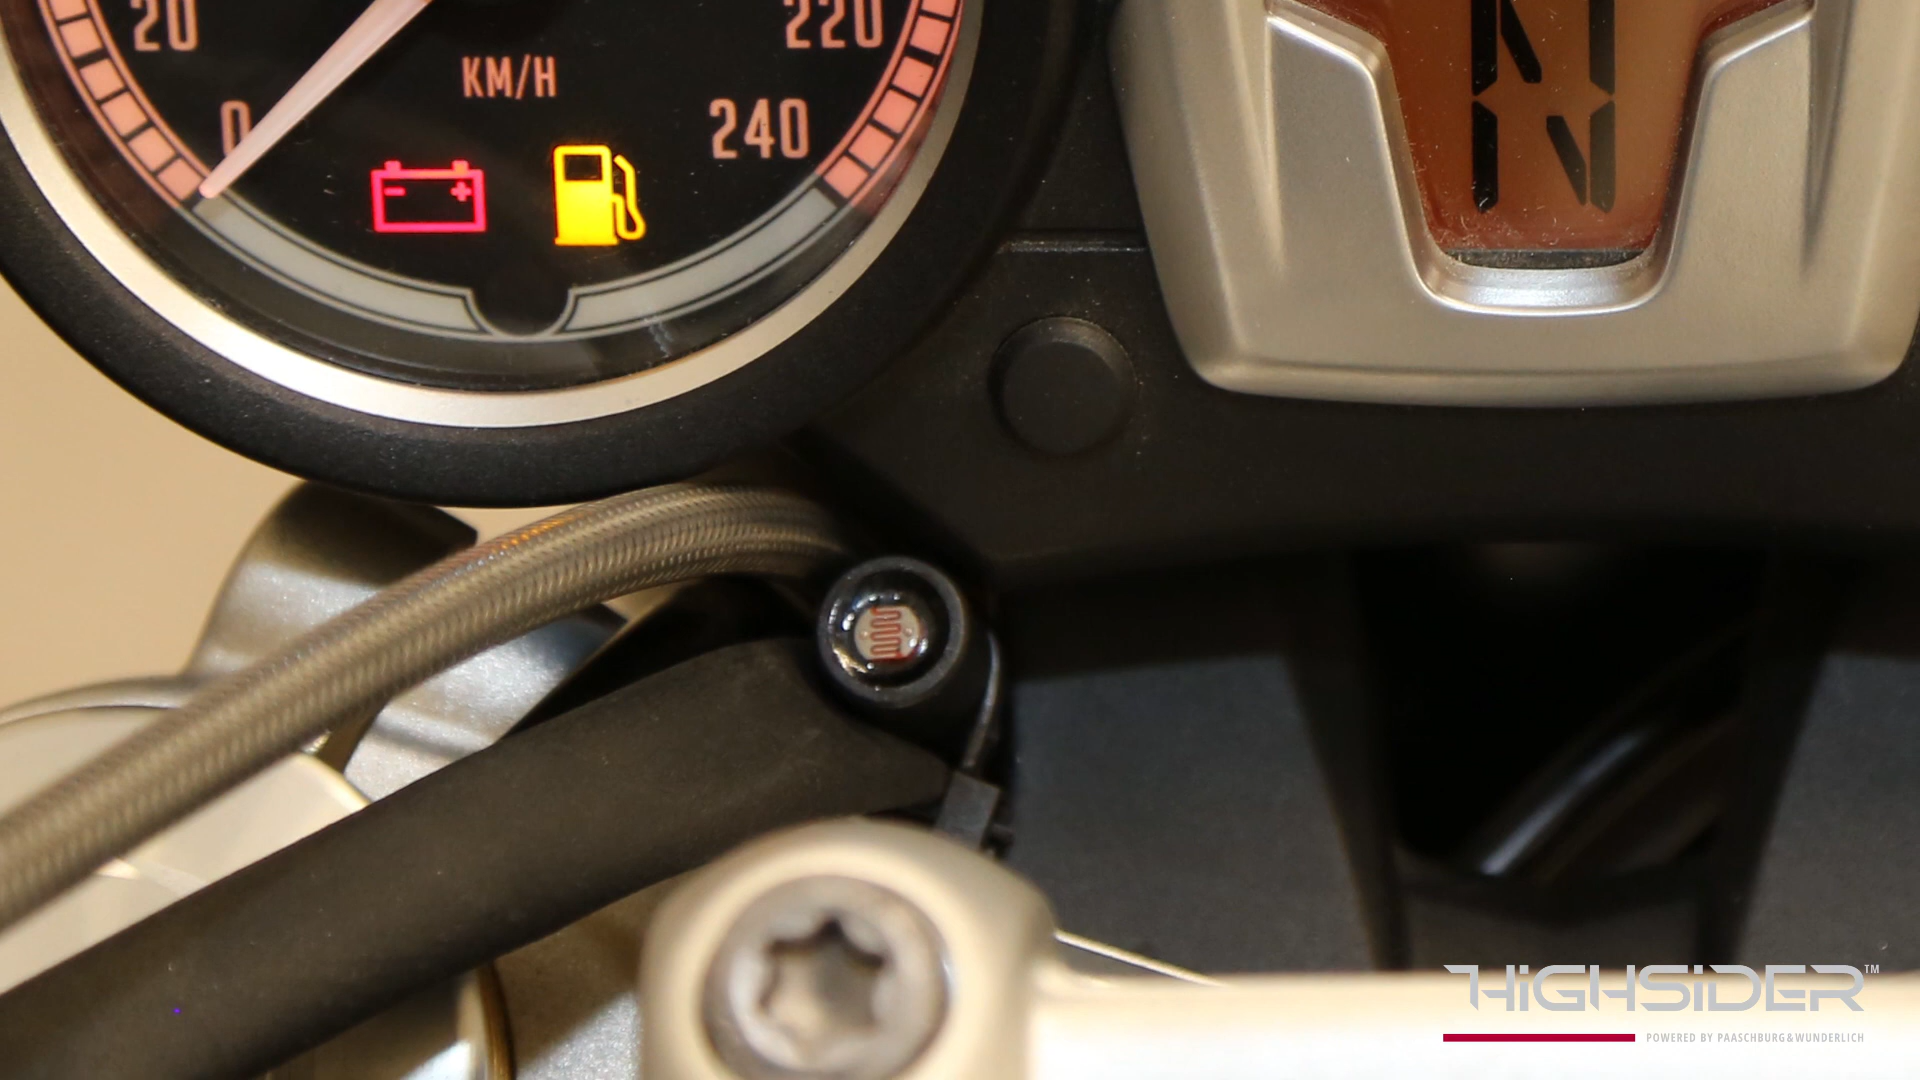 20
220
KM/H
0
240
N
HIGHSIDER™
POWERED BY PAASCHBURG&WUNDERLICH